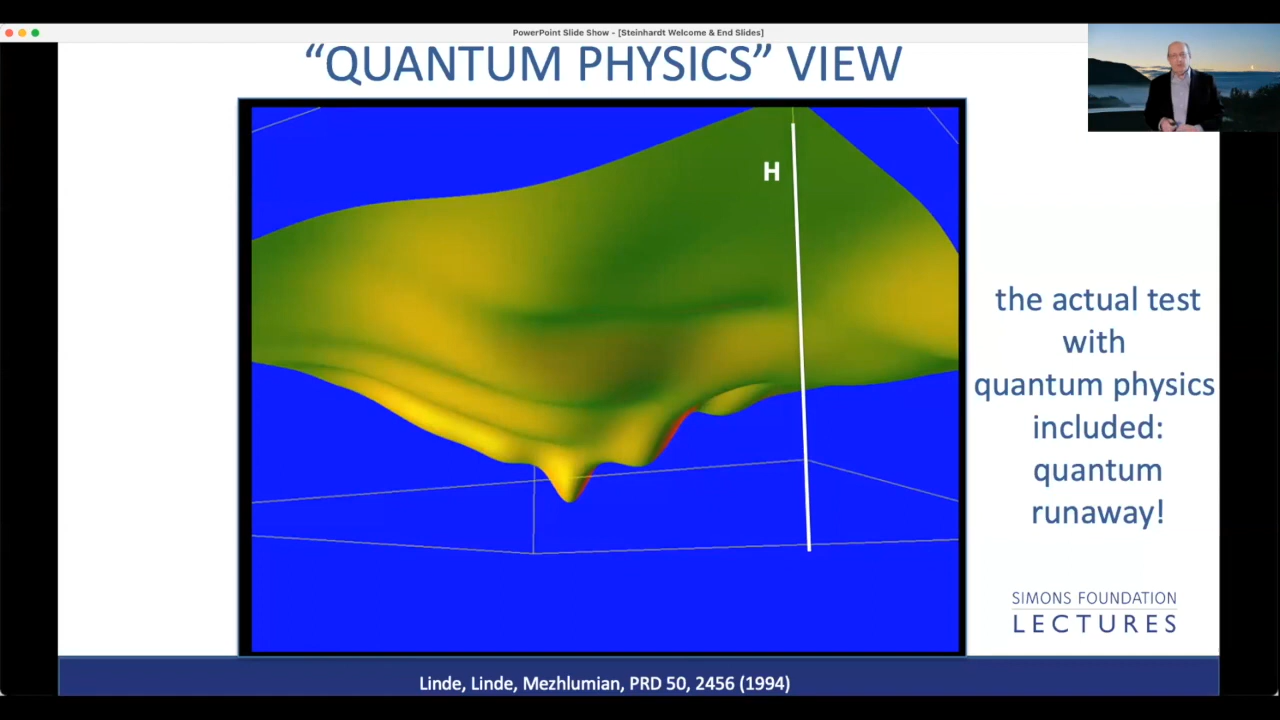 PowerPoint Slide Show - [Steinhardt Welcome & End Slides]
“QUANTUM PHYSICS” VIEW
H
the actual test
with
quantum physics
included:
quantum
runaway!
SIMONS FOUNDATION
LECTURES
Linde, Linde, Mezhlumian, PRD 50, 2456 (1994)